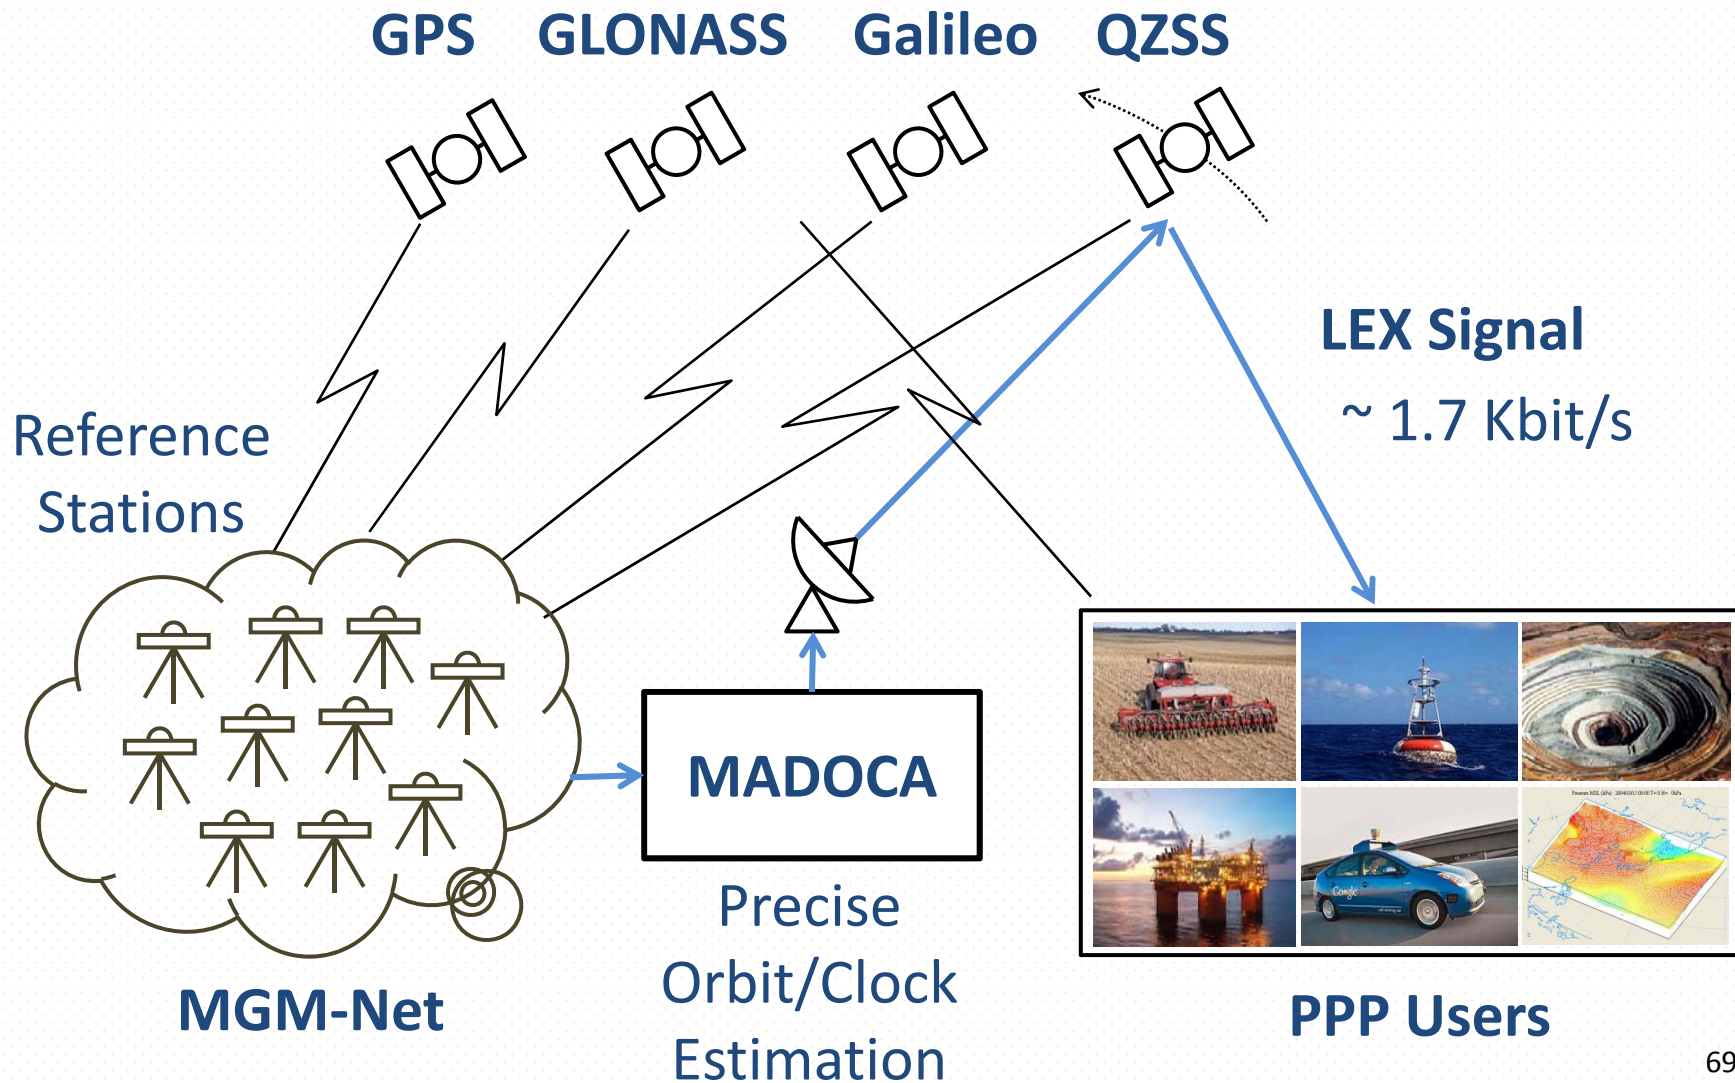 GPS GLONASS Galileo QZSS
LEX Signal
~ 1.7 Kbit/s
Reference
Stations
MADOCA
Precise
Orbit/Clock
Estimation
MGM-Net
Google
PPP Users
69